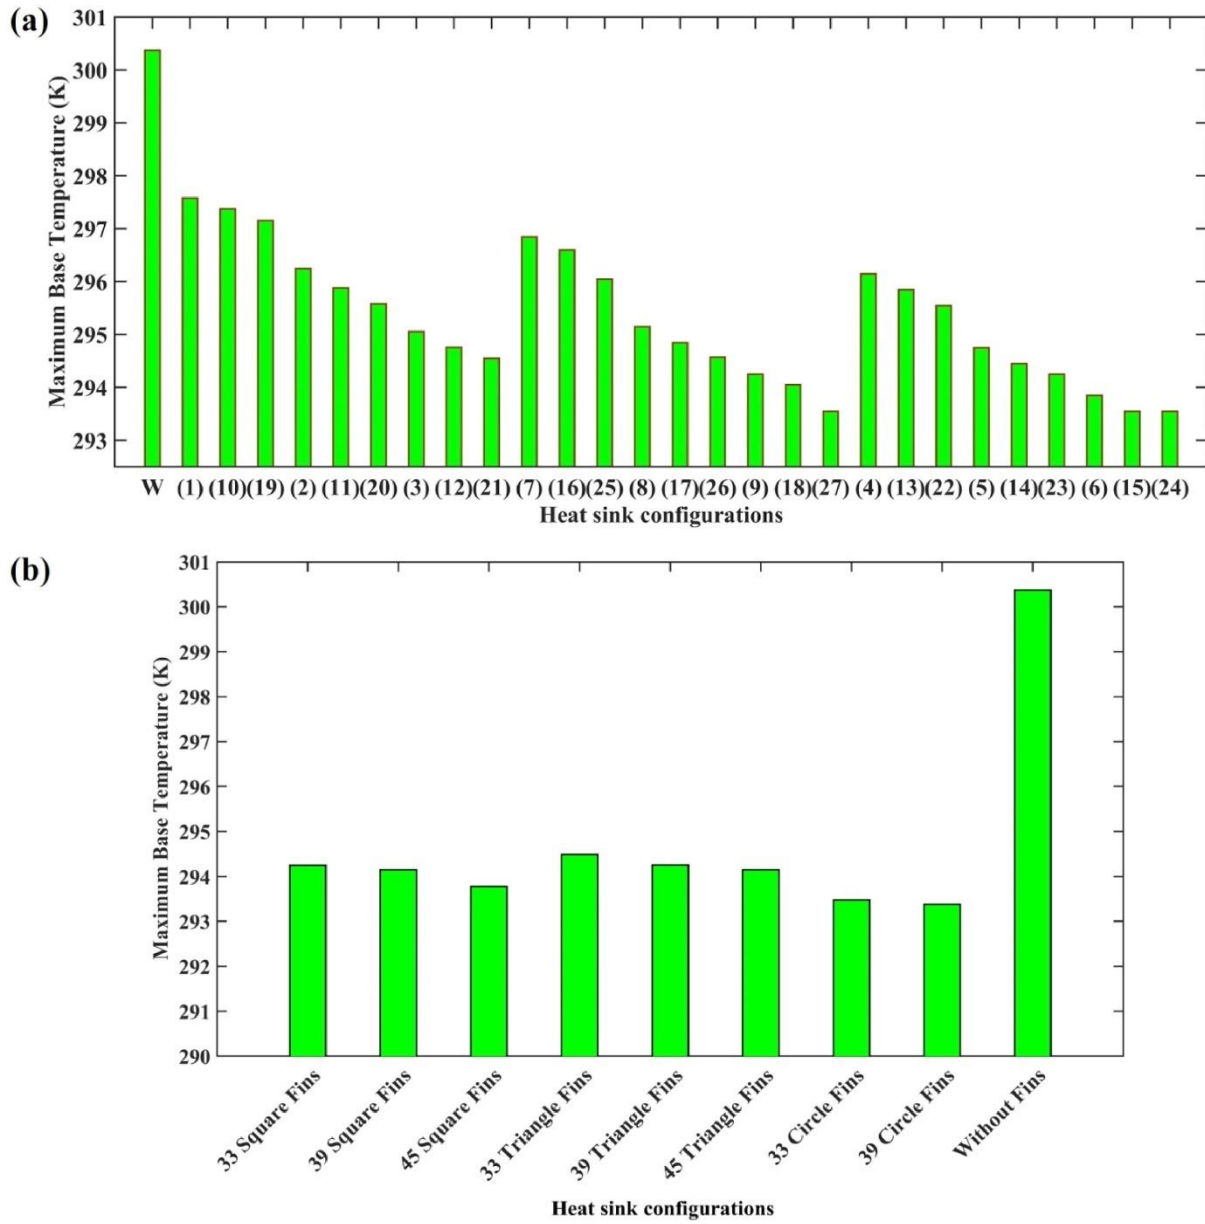 (a)
Maximum Base Temperature (K)
301
300
299
298
297
296
295
294
293
W (1) (10)(19) (2) (11)(20) (3) (12)(21) (7) (16)(25) (8) (17)(26) (9) (18)(27) (4) (13)(22) (5) (14)(23) (6) (15)(24)
Heat sink configurations
(b)
Maximum Base Temperature (K)
301
300
299
298
297
296
295
294
293
292
291
290
33 Square Fins
39 Square Fins
45 Square Fins
33 Triangle Fins
39 Triangle Fins
45 Triangle Fins
33 Circle Fins
39 Circle Fins
Without Fins
Heat sink configurations